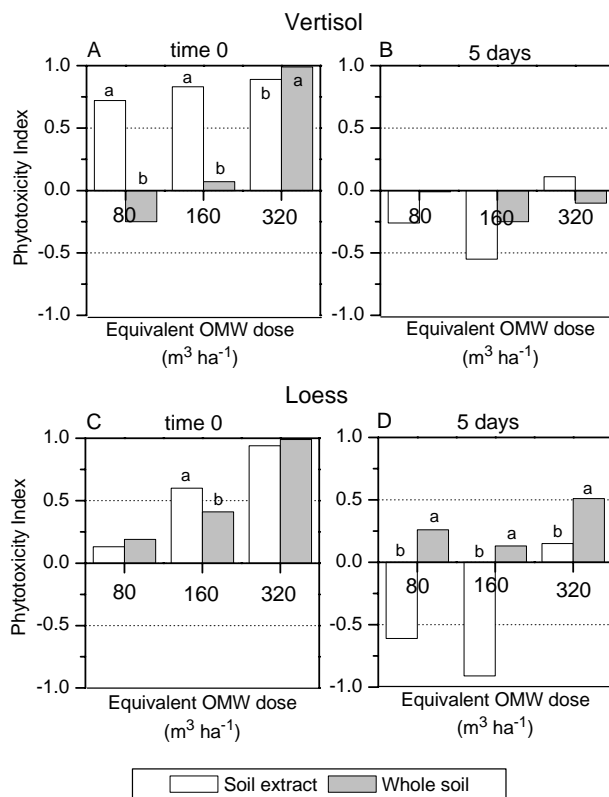 Vertisol
A time 0
B 5 days
Phytotoxicity Index
1.0
0.5
0.0
-0.5
-1.0
a
b
a
b
b
a
80 160 320
Equivalent OMW dose
(m³ ha⁻¹)
1.0
0.5
0.0
-0.5
-1.0
80 160 320
Equivalent OMW dose
(m³ ha⁻¹)
Loess
C time 0
D 5 days
Phytotoxicity Index
1.0
0.5
0.0
-0.5
-1.0
a
b
80 160 320
Equivalent OMW dose
(m³ ha⁻¹)
1.0
0.5
0.0
-0.5
-1.0
b
a
b
a
b
a
80 160 320
Equivalent OMW dose
(m³ ha⁻¹)
Soil extract Whole soil